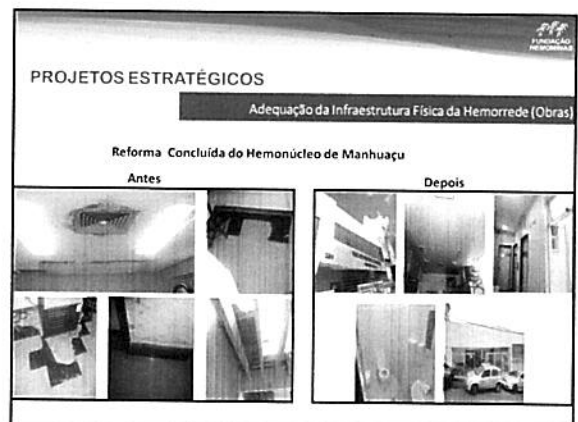 FUNDAÇÃO
HEMOMINAS
PROJETOS ESTRATÉGICOS
Adequação da Infraestrutura Física da Hemorrede (Obras)
Reforma Concluída do Hemonúcleo de Manhuaçu
Antes
Depois